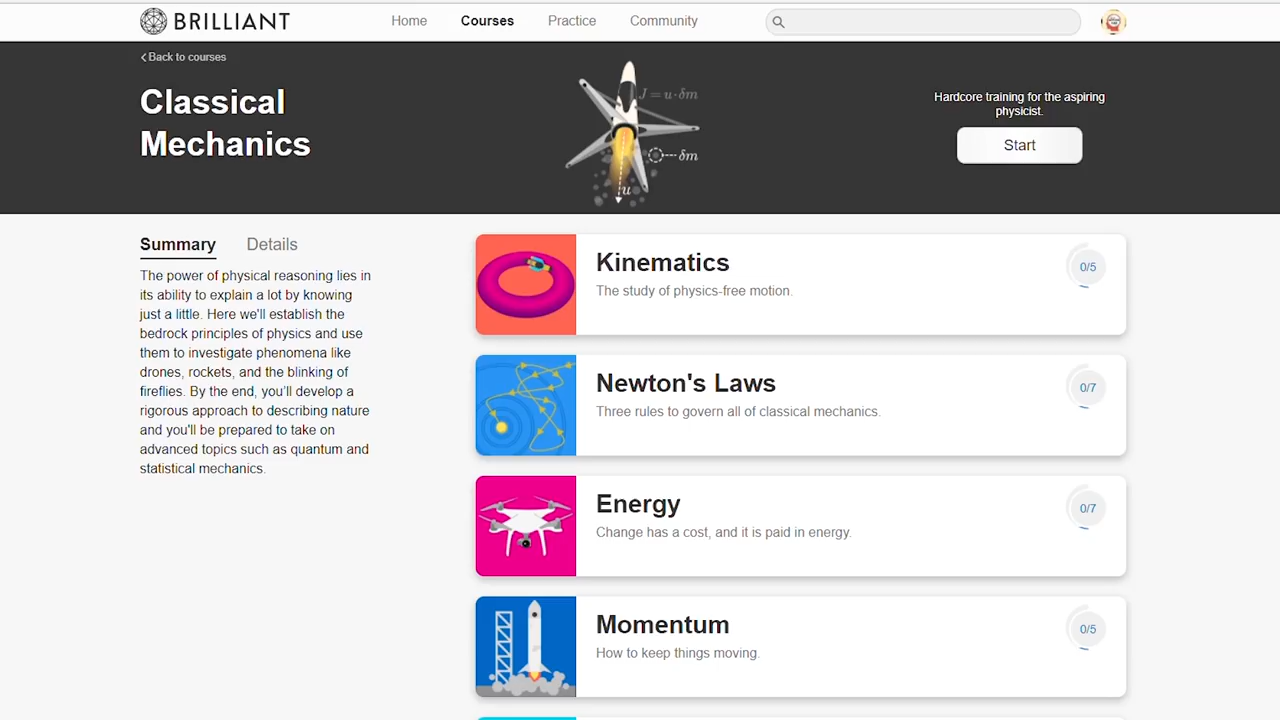 BRILLIANT
Home
Courses
Practice
Community
Back to courses
Classical
Mechanics
J = u · δm
δm
u
Hardcore training for the aspiring
physicist.
Start
Summary
Details
The power of physical reasoning lies in
its ability to explain a lot by knowing
just a little. Here we'll establish the
bedrock principles of physics and use
them to investigate phenomena like
drones, rockets, and the blinking of
fireflies. By the end, you'll develop a
rigorous approach to describing nature
and you'll be prepared to take on
advanced topics such as quantum and
statistical mechanics.
Kinematics
The study of physics-free motion.
0/5
Newton's Laws
Three rules to govern all of classical mechanics.
0/7
Energy
Change has a cost, and it is paid in energy.
0/7
Momentum
How to keep things moving.
0/5